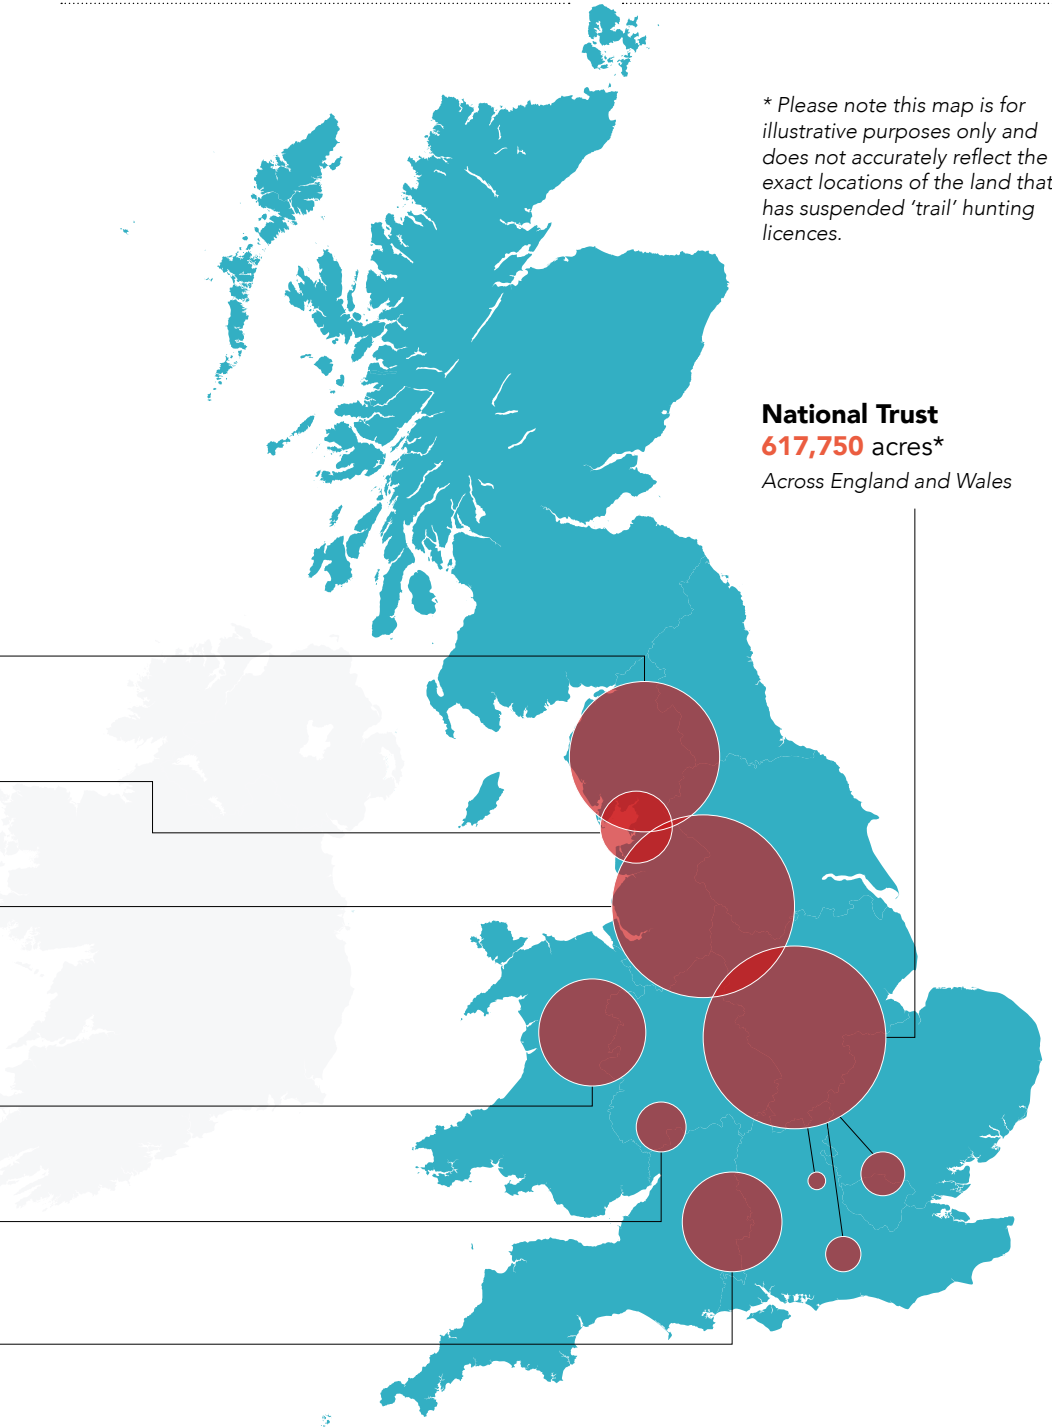 * Please note this map is for
illustrative purposes only and
does not accurately reflect the
exact locations of the land that
has suspended ‘trail’ hunting
licences.
National Trust
617,750 acres*
Across England and Wales